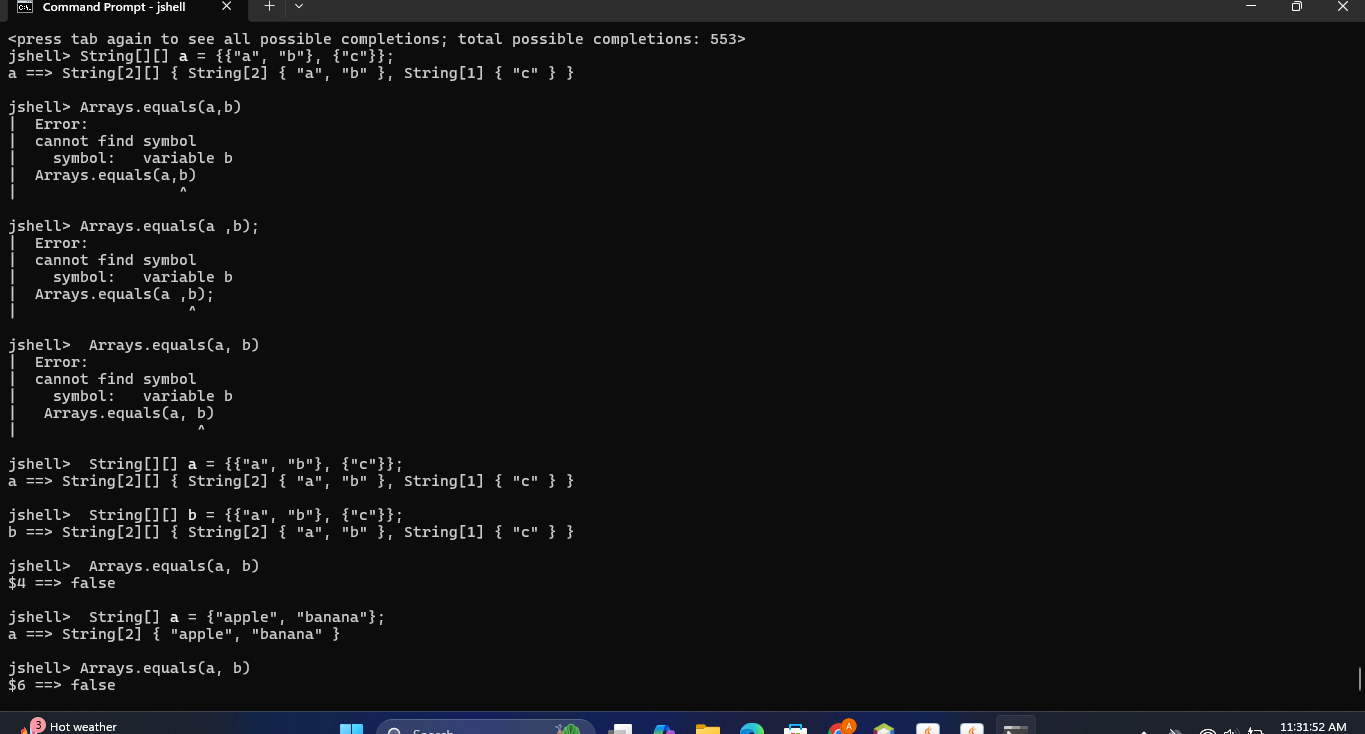 Command Prompt - jshell
<press tab again to see all possible completions; total possible completions: 553>
jshell> String[][] a = {{"a", "b"}, {"c"}};
a ==> String[2][] { String[2] { "a", "b" }, String[1] { "c" } }
jshell> Arrays.equals(a,b)
|  Error:
|  cannot find symbol
|    symbol:   variable b
|  Arrays.equals(a,b)
|                  ^
jshell> Arrays.equals(a ,b);
|  Error:
|  cannot find symbol
|    symbol:   variable b
|  Arrays.equals(a ,b);
|                   ^
jshell>  Arrays.equals(a, b)
|  Error:
|  cannot find symbol
|    symbol:   variable b
|   Arrays.equals(a, b)
|                    ^
jshell>  String[][] a = {{"a", "b"}, {"c"}};
a ==> String[2][] { String[2] { "a", "b" }, String[1] { "c" } }
jshell>  String[][] b = {{"a", "b"}, {"c"}};
b ==> String[2][] { String[2] { "a", "b" }, String[1] { "c" } }
jshell>  Arrays.equals(a, b)
$4 ==> false
jshell>  String[] a = {"apple", "banana"};
a ==> String[2] { "apple", "banana" }
jshell> Arrays.equals(a, b)
$6 ==> false
3 Hot weather
Search
A
11:31:52 AM